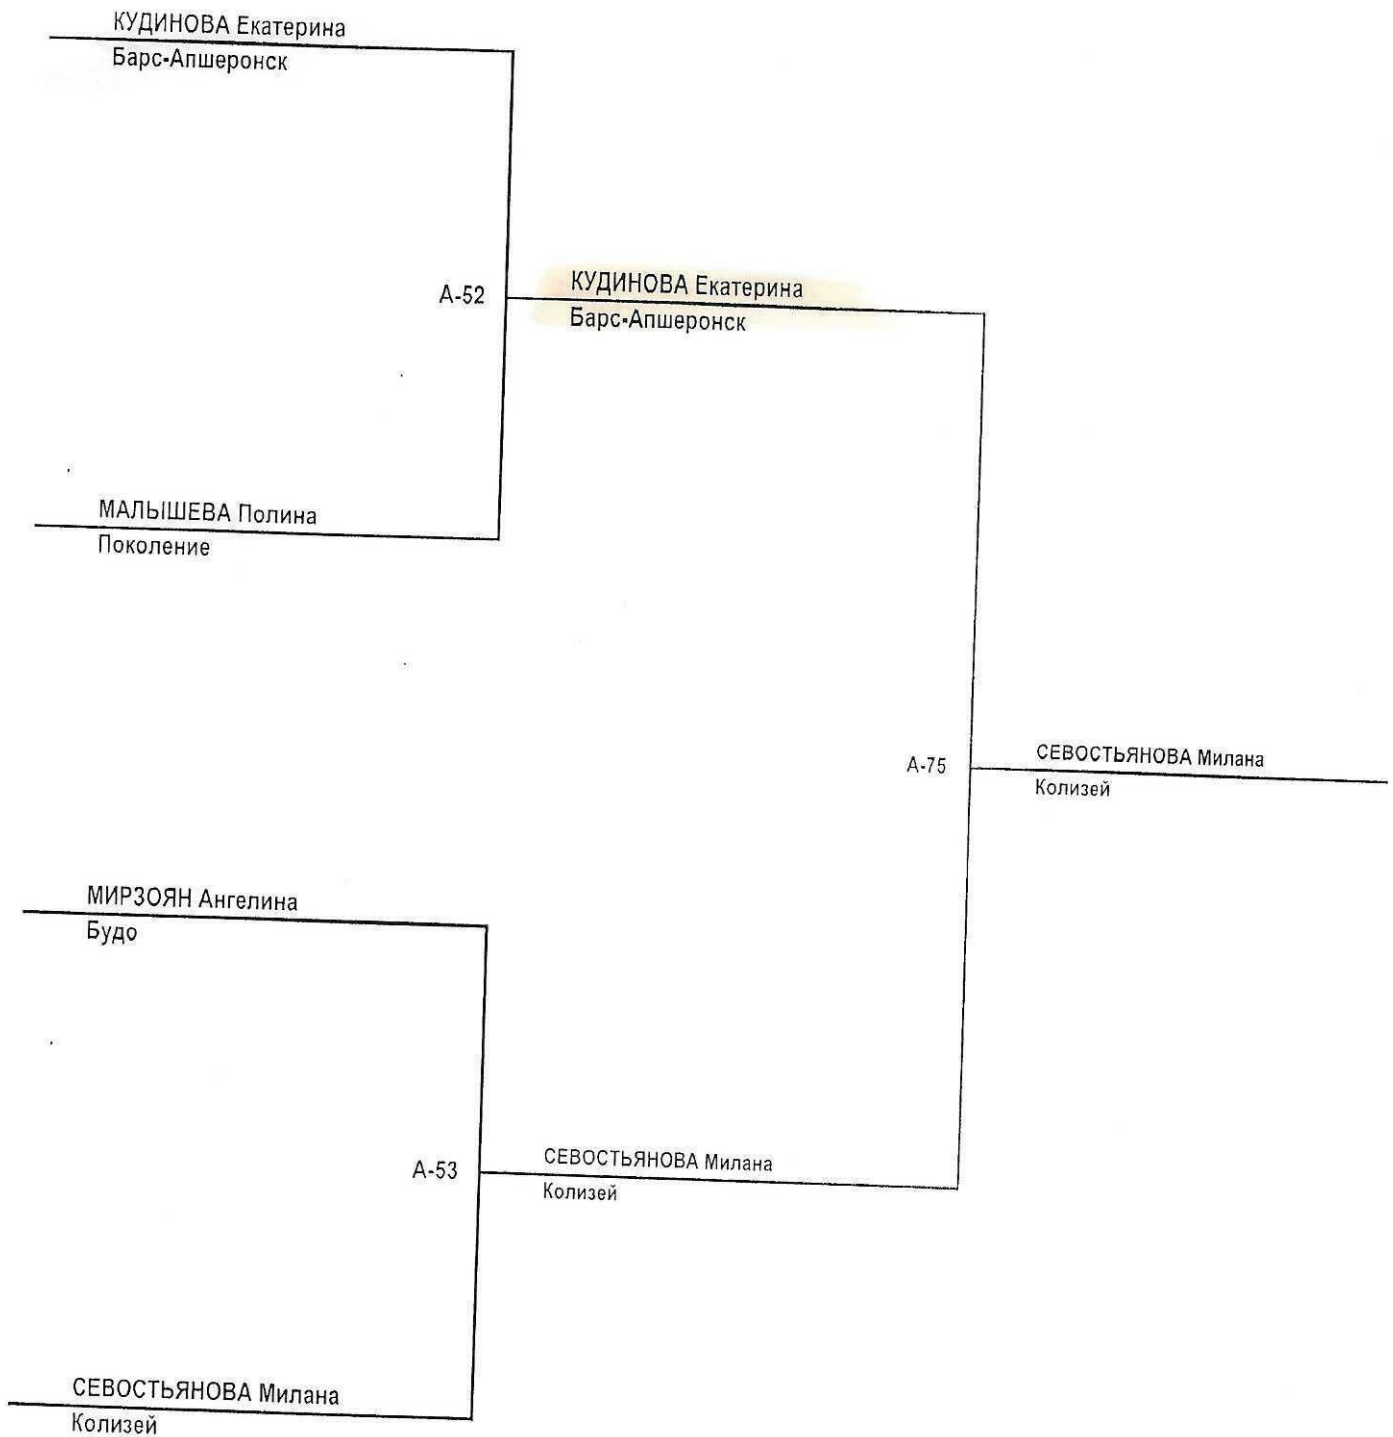 КУДИНОВА Екатерина
Барс-Апшеронск
А-52
КУДИНОВА Екатерина
Барс-Апшеронск
МАЛЫШЕВА Полина
Поколение
А-75
СЕВОСТЬЯНОВА Милана
Колизей
МИРЗОЯН Ангелина
Будо
А-53
СЕВОСТЬЯНОВА Милана
Колизей
СЕВОСТЬЯНОВА Милана
Колизей